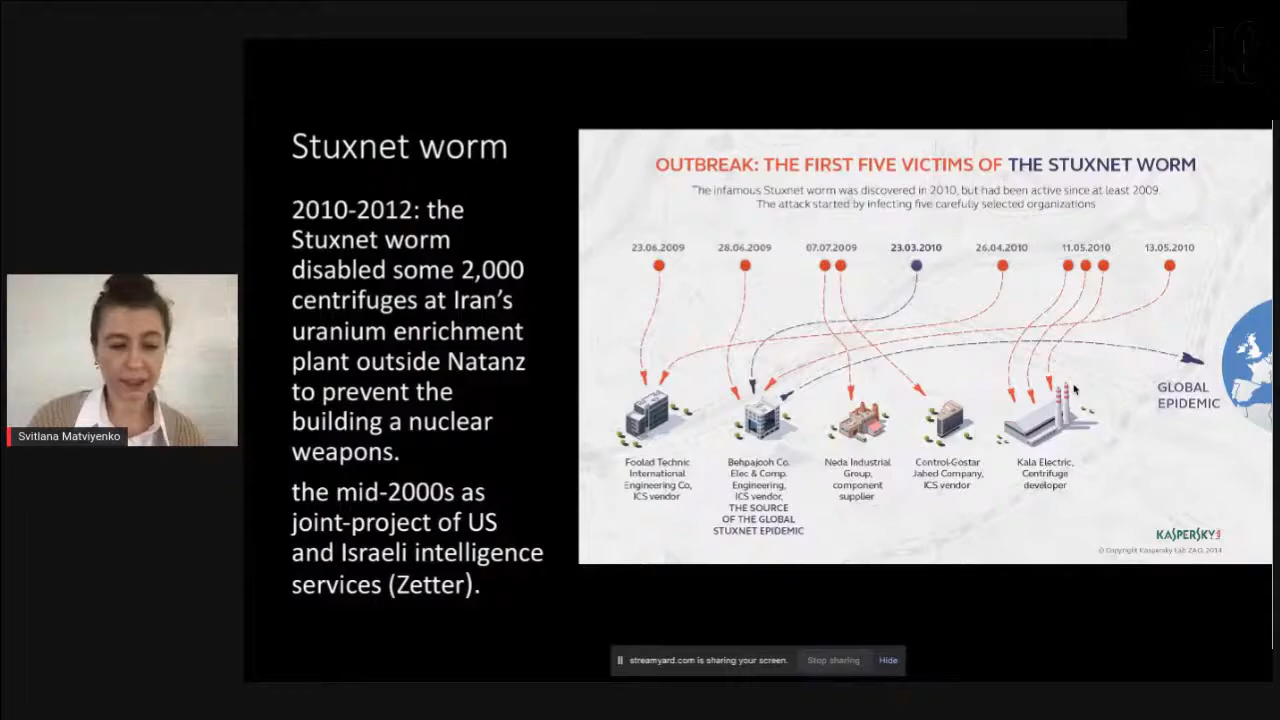 Stuxnet worm
2010-2012: the
Stuxnet worm
disabled some 2,000
centrifuges at Iran's
uranium enrichment
plant outside Natanz
to prevent the
building a nuclear
weapons.
the mid-2000s as
joint-project of US
and Israeli intelligence
services (Zetter).
OUTBREAK: THE FIRST FIVE VICTIMS OF THE STUXNET WORM
The infamous Stuxnet worm was discovered in 2010, but had been active since at least 2009.
The attack started by infecting five carefully selected organizations
23.06.2009 28.06.2009 07.07.2009 23.03.2010 26.04.2010 11.05.2010 13.05.2010
GLOBAL
EPIDEMIC
Foolad Technic
International
Engineering Co,
ICS vendor
Behpajooh Co.
Elec & Comp.
Engineering,
ICS vendor,
THE SOURCE
OF THE GLOBAL
STUXNET EPIDEMIC
Neda Industrial
Group,
component
supplier
Control-Gostar
Jahed Company,
ICS vendor
Kala Electric,
Centrifuge
developer
KASPERSKY
© Copyright Kaspersky Lab ZAO, 2014
Svitlana Matviyenko
streamyard.com is sharing your screen. Stop sharing Hide